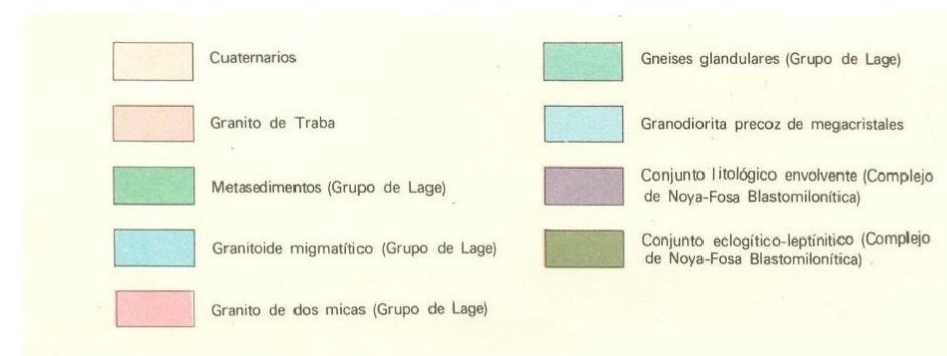 Cuaternarios
Granito de Traba
Metasedimentos (Grupo de Lage)
Granitoide migmatítico (Grupo de Lage)
Granito de dos micas (Grupo de Lage)
Gneises glandulares (Grupo de Lage)
Granodiorita precoz de megacristales
Conjunto litológico envolvente (Complejo
de Noya-Fosa Blastomilonítica)
Conjunto eclogítico-leptinítico (Complejo
de Noya-Fosa Blastomilonítica)